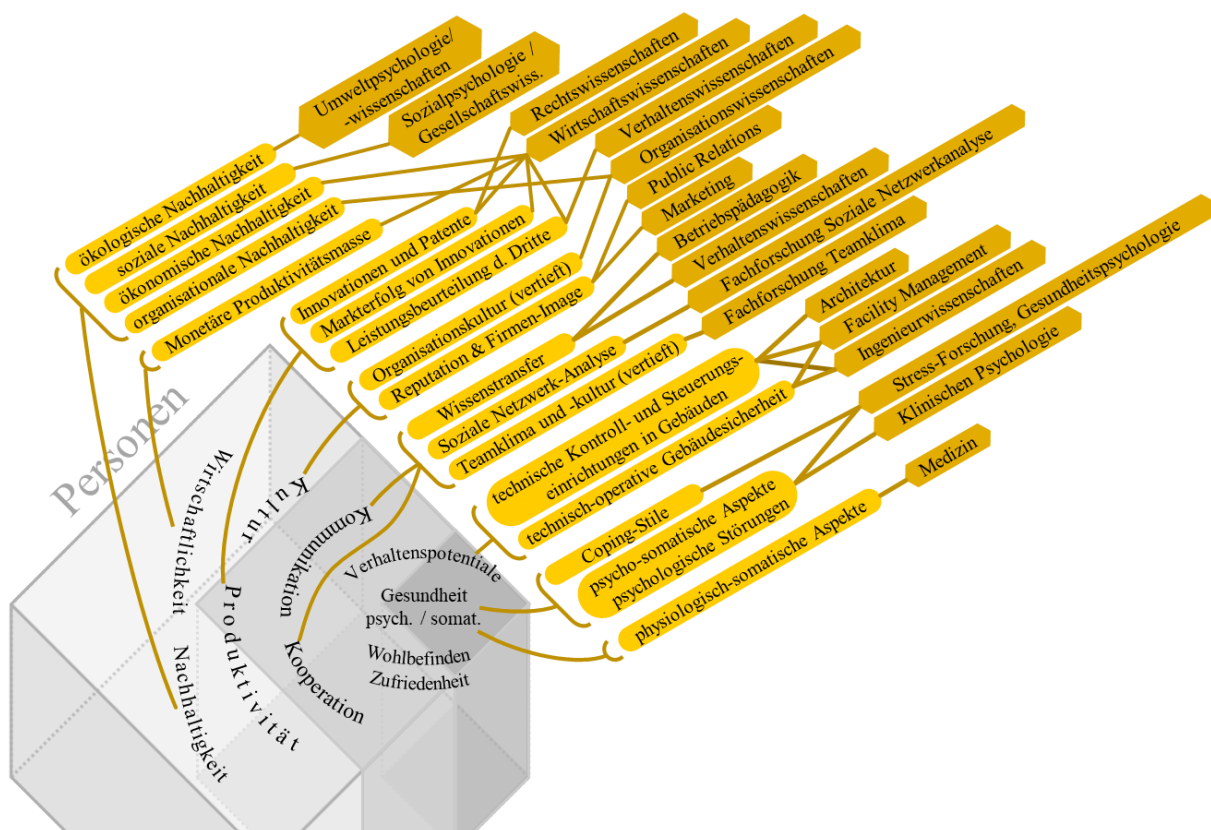 Umweltpsychologie/
-wissenschaften
Sozialpsychologie /
Gesellschaftswiss.
Rechtswissenschaften
Wirtschaftswissenschaften
Verhaltenswissenschaften
Organisationswissenschaften
Public Relations
Marketing
Betriebspädagogik
Verhaltenswissenschaften
Fachforschung Soziale Netzwerkanalyse
Fachforschung Teamklima
Architektur
Facility Management
Ingenieurwissenschaften
Stress-Forschung, Gesundheitspsychologie
Klinischen Psychologie
Medizin
ökologische Nachhaltigkeit
soziale Nachhaltigkeit
ökonomische Nachhaltigkeit
organisationale Nachhaltigkeit
Monetäre Produktivitätsmasse
Innovationen und Patente
Markterfolg von Innovationen
Leistungsbeurteilung d. Dritte
Organisationskultur (vertieft)
Reputation & Firmen-Image
Wissenstransfer
Soziale Netzwerk-Analyse
Teamklima und -kultur (vertieft)
technische Kontroll- und Steuerungs-
einrichtungen in Gebäuden
technisch-operative Gebäudesicherheit
Coping-Stile
psycho-somatische Aspekte
psychologische Störungen
physiologisch-somatische Aspekte
Personen
Wirtschaftlichkeit
Nachhaltigkeit
Produktivität
Kultur
Kommunikation
Kooperation
Verhaltenspotentiale
Gesundheit
psych. / somat.
Wohlbefinden
Zufriedenheit